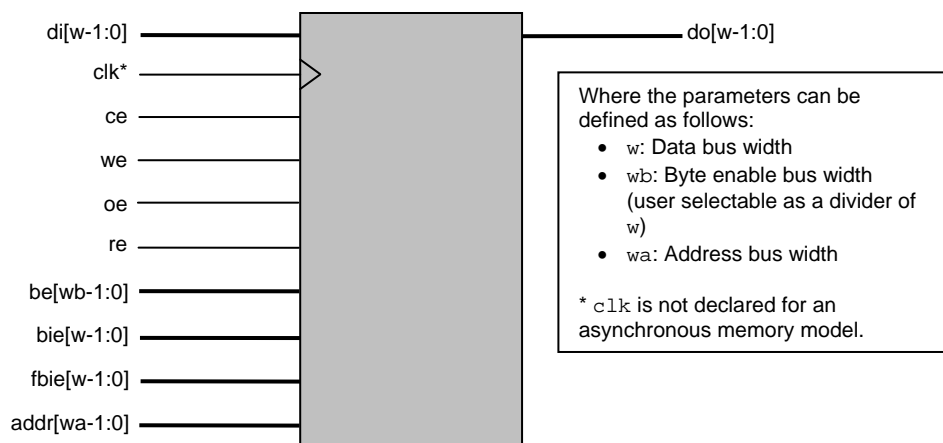 di[w-1:0]
do[w-1:0]
clk*
ce
we
oe
re
be[wb-1:0]
bie[w-1:0]
fbie[w-1:0]
addr[wa-1:0]
Where the parameters can be
defined as follows:
• w: Data bus width
• wb: Byte enable bus width
(user selectable as a divider of
w)
• wa: Address bus width
* clk is not declared for an
asynchronous memory model.